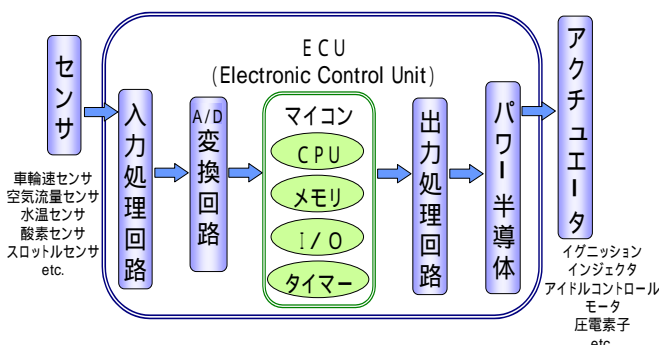 ECU
(Electronic Control Unit)
センサ
車輪速センサ
空気流量センサ
水温センサ
酸素センサ
スロットルセンサ
etc.
入力処理回路
A/D
変換回路
マイコン
CPU
メモリ
I/O
タイマー
出力処理回路
パワー半導体
アクチュエータ
イグニッション
インジェクタ
アイドルコントロール
モータ
圧電素子
etc